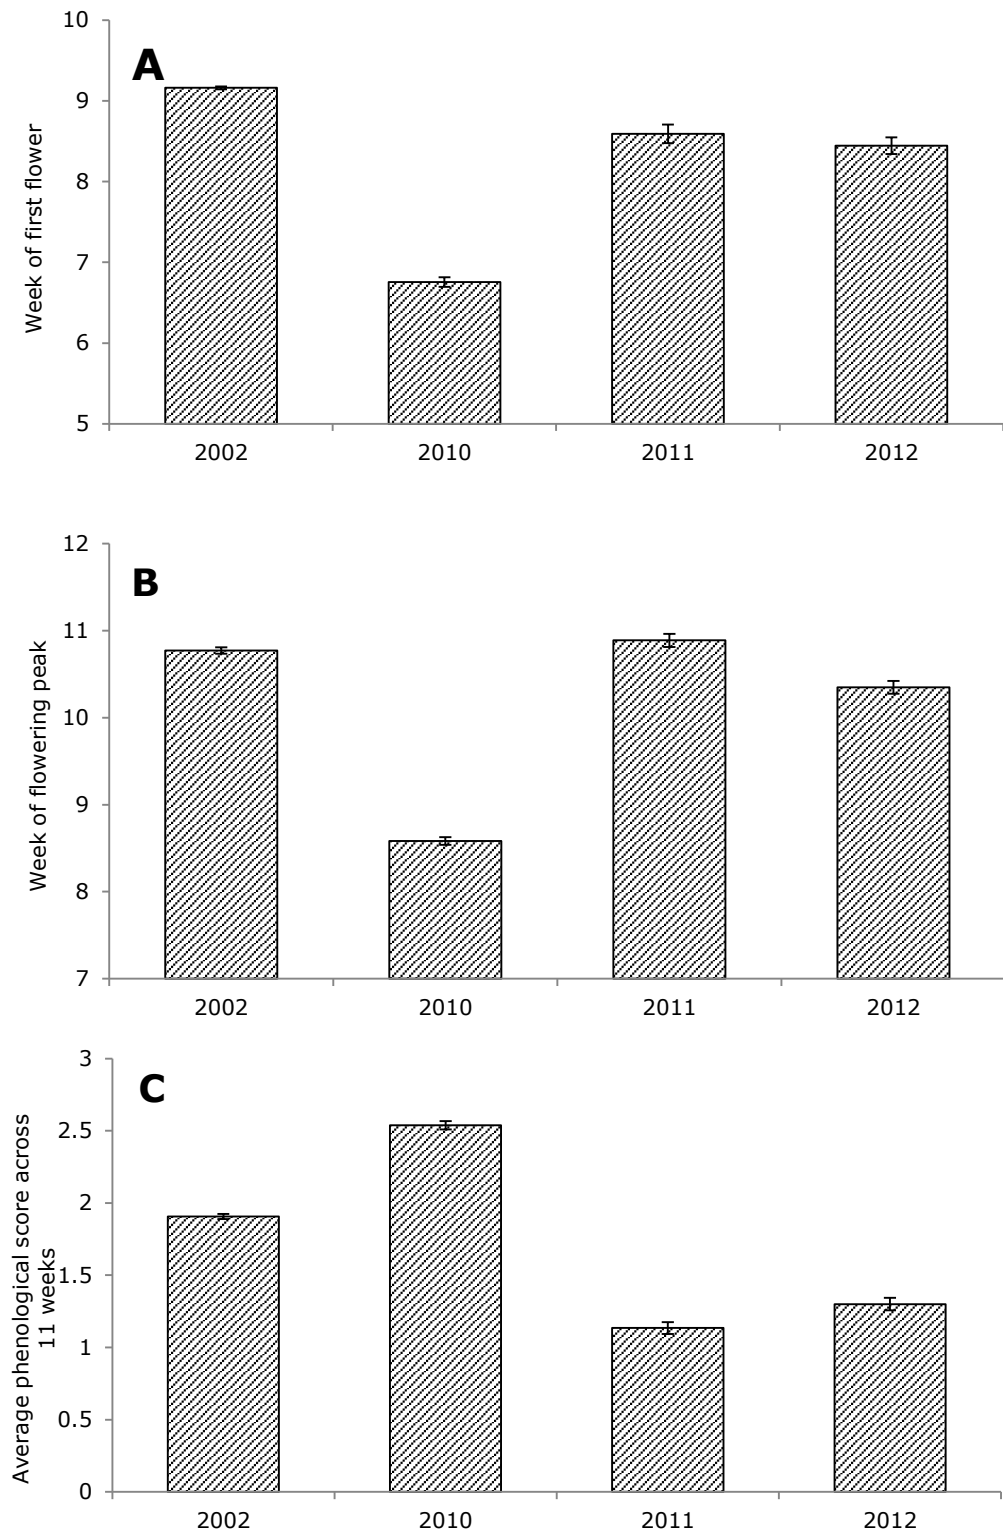 A
Week of first flower
10
9
8
7
6
5
2002 2010 2011 2012
B
Week of flowering peak
12
11
10
9
8
7
2002 2010 2011 2012
C
Average phenological score across
11 weeks
3
2.5
2
1.5
1
0.5
0
2002 2010 2011 2012